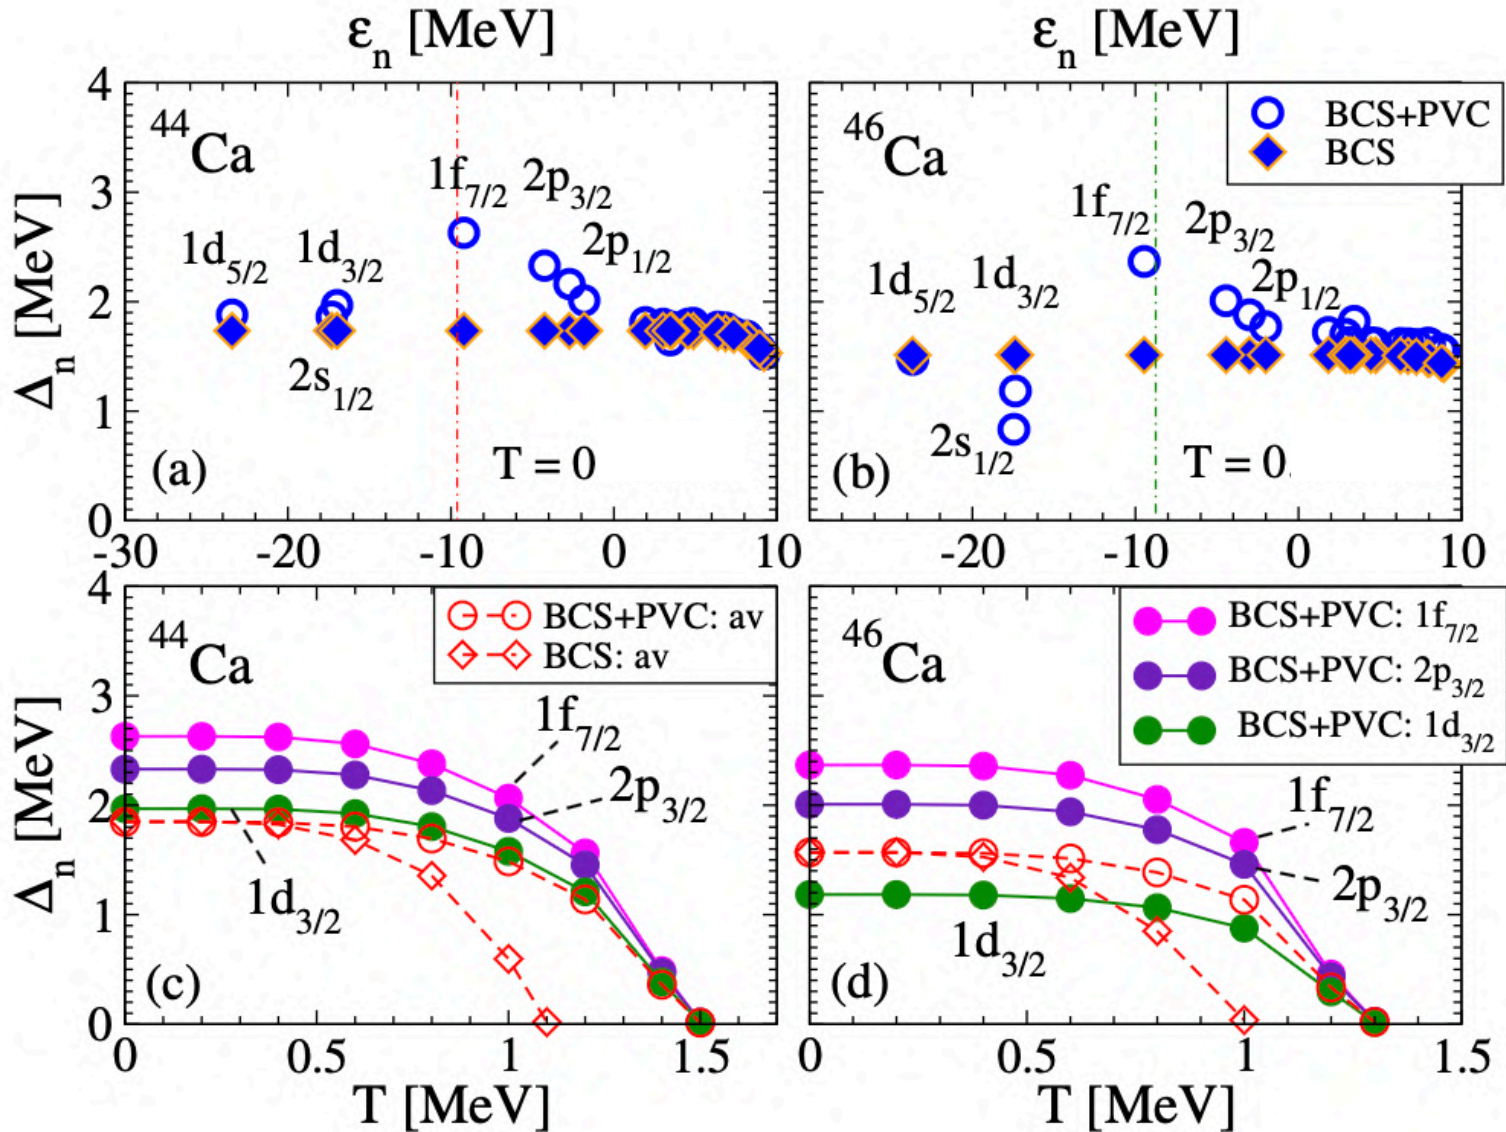 εn [MeV]
εn [MeV]
4
3
2
1
0
Δn [MeV]
44Ca
1d5/2
1d3/2
2s1/2
1f7/2
2p3/2
2p1/2
(a)
T = 0
-30
-20
-10
0
10
46Ca
BCS+PVC
BCS
1d5/2
1d3/2
2s1/2
1f7/2
2p3/2
2p1/2
(b)
T = 0
-20
-10
0
10
4
3
2
1
0
Δn [MeV]
44Ca
BCS+PVC: av
BCS: av
1f7/2
2p3/2
1d3/2
(c)
0
0.5
1
1.5
T [MeV]
46Ca
BCS+PVC: 1f7/2
BCS+PVC: 2p3/2
BCS+PVC: 1d3/2
1f7/2
2p3/2
1d3/2
(d)
0
0.5
1
1.5
T [MeV]